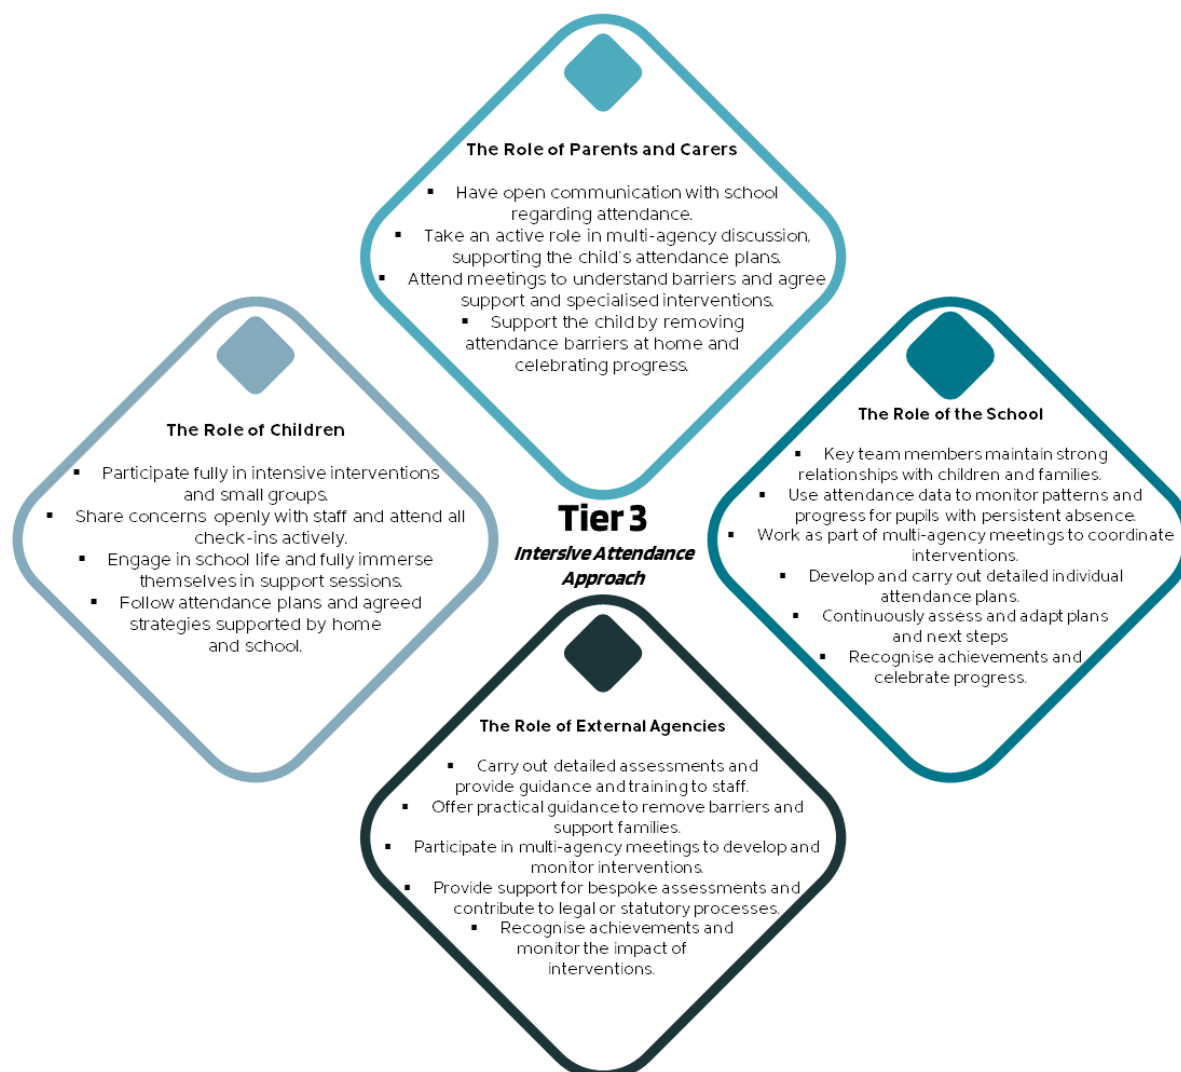 The Role of Parents and Carers
▪ Have open communication with school
regarding attendance.
▪ Take an active role in multi-agency discussion,
supporting the child's attendance plans.
▪ Attend meetings to understand barriers and agree
support and specialised interventions.
▪ Support the child by removing
attendance barriers at home and
celebrating progress.
The Role of Children
▪ Participate fully in intensive interventions
and small groups.
▪ Share concerns openly with staff and attend all
check-ins actively.
▪ Engage in school life and fully immerse
themselves in support sessions.
▪ Follow attendance plans and agreed
strategies supported by home
and school.
Tier 3
Intersive Attendance
Approach
The Role of the School
▪ Key team members maintain strong
relationships with children and families.
▪ Use attendance data to monitor patterns and
progress for pupils with persistent absence.
▪ Work as part of multi-agency meetings to coordinate
interventions.
▪ Develop and carry out detailed individual
attendance plans.
▪ Continuously assess and adapt plans
and next steps
▪ Recognise achievements and
celebrate progress.
The Role of External Agencies
▪ Carry out detailed assessments and
provide guidance and training to staff.
▪ Offer practical guidance to remove barriers and
support families.
▪ Participate in multi-agency meetings to develop and
monitor interventions.
▪ Provide support for bespoke assessments and
contribute to legal or statutory processes.
▪ Recognise achievements and
monitor the impact of
interventions.